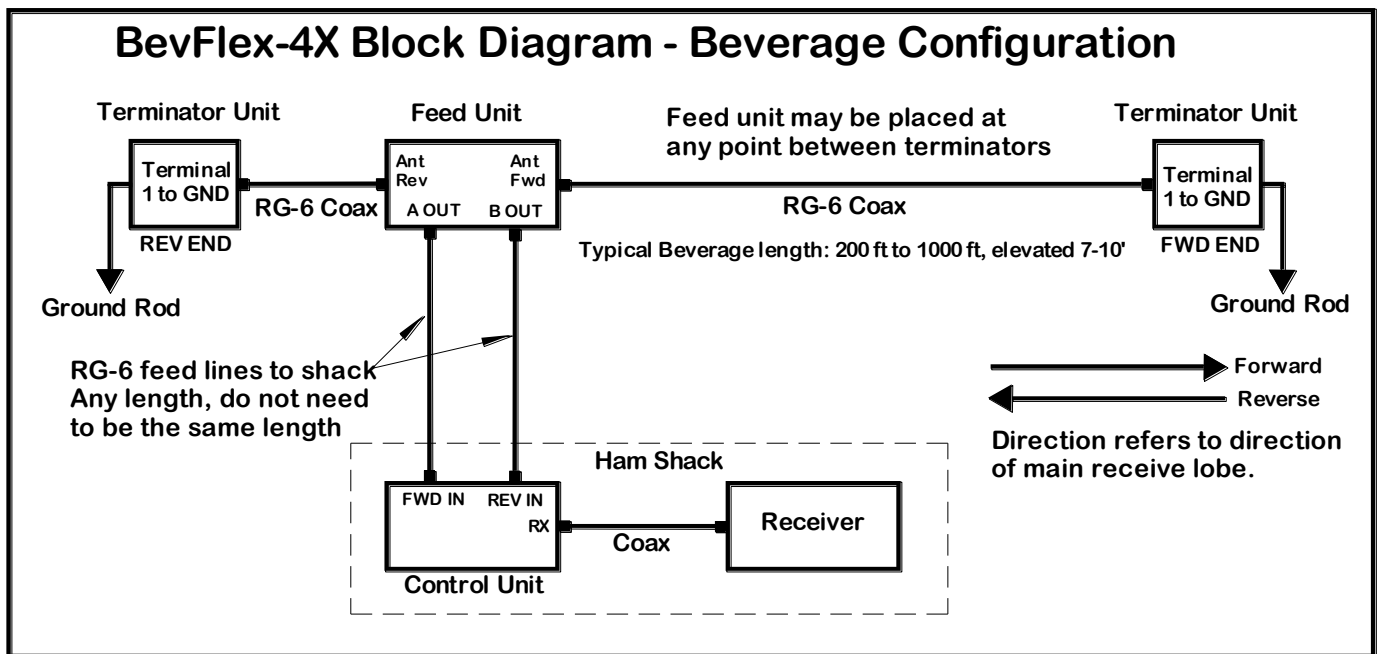 BevFlex-4X Block Diagram - Beverage Configuration
Terminator Unit
Feed Unit
Feed unit may be placed at
any point between terminators
Terminator Unit
Terminal
1 to GND
REV END
RG-6 Coax
Ant
Rev
Ant
Fwd
A OUT
B OUT
RG-6 Coax
Typical Beverage length: 200 ft to 1000 ft, elevated 7-10'
Terminal
1 to GND
FWD END
Ground Rod
Ground Rod
RG-6 feed lines to shack
Any length, do not need
to be the same length
Forward
Reverse
Direction refers to direction
of main receive lobe.
Ham Shack
FWD IN
REV IN
RX
Coax
Receiver
Control Unit